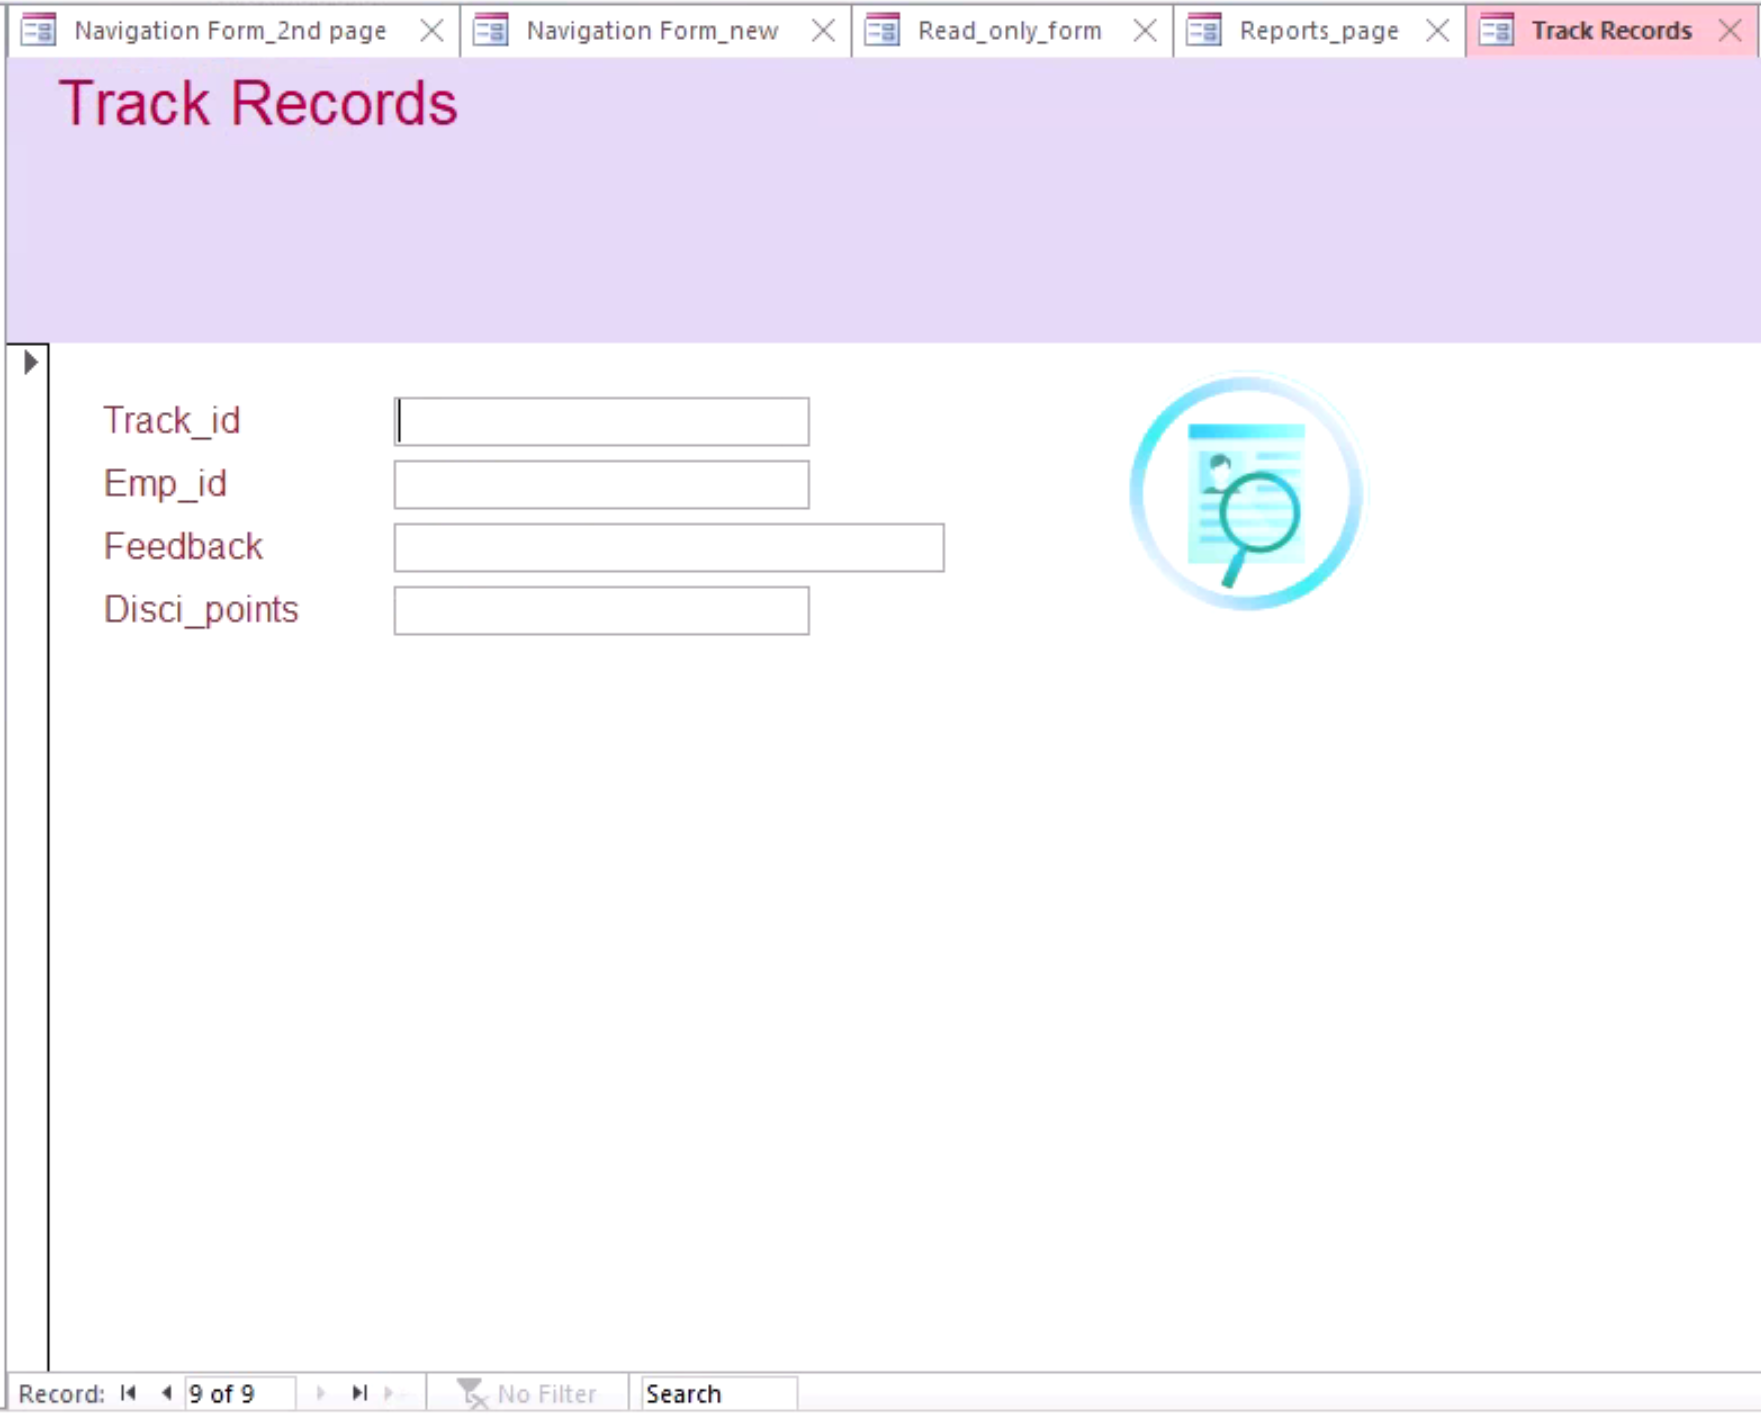 Navigation Form_2nd page Navigation Form_new Read_only_form Reports_page Track Records
Track Records
Track_id
Emp_id
Feedback
Disci_points
Record: 9 of 9 No Filter Search